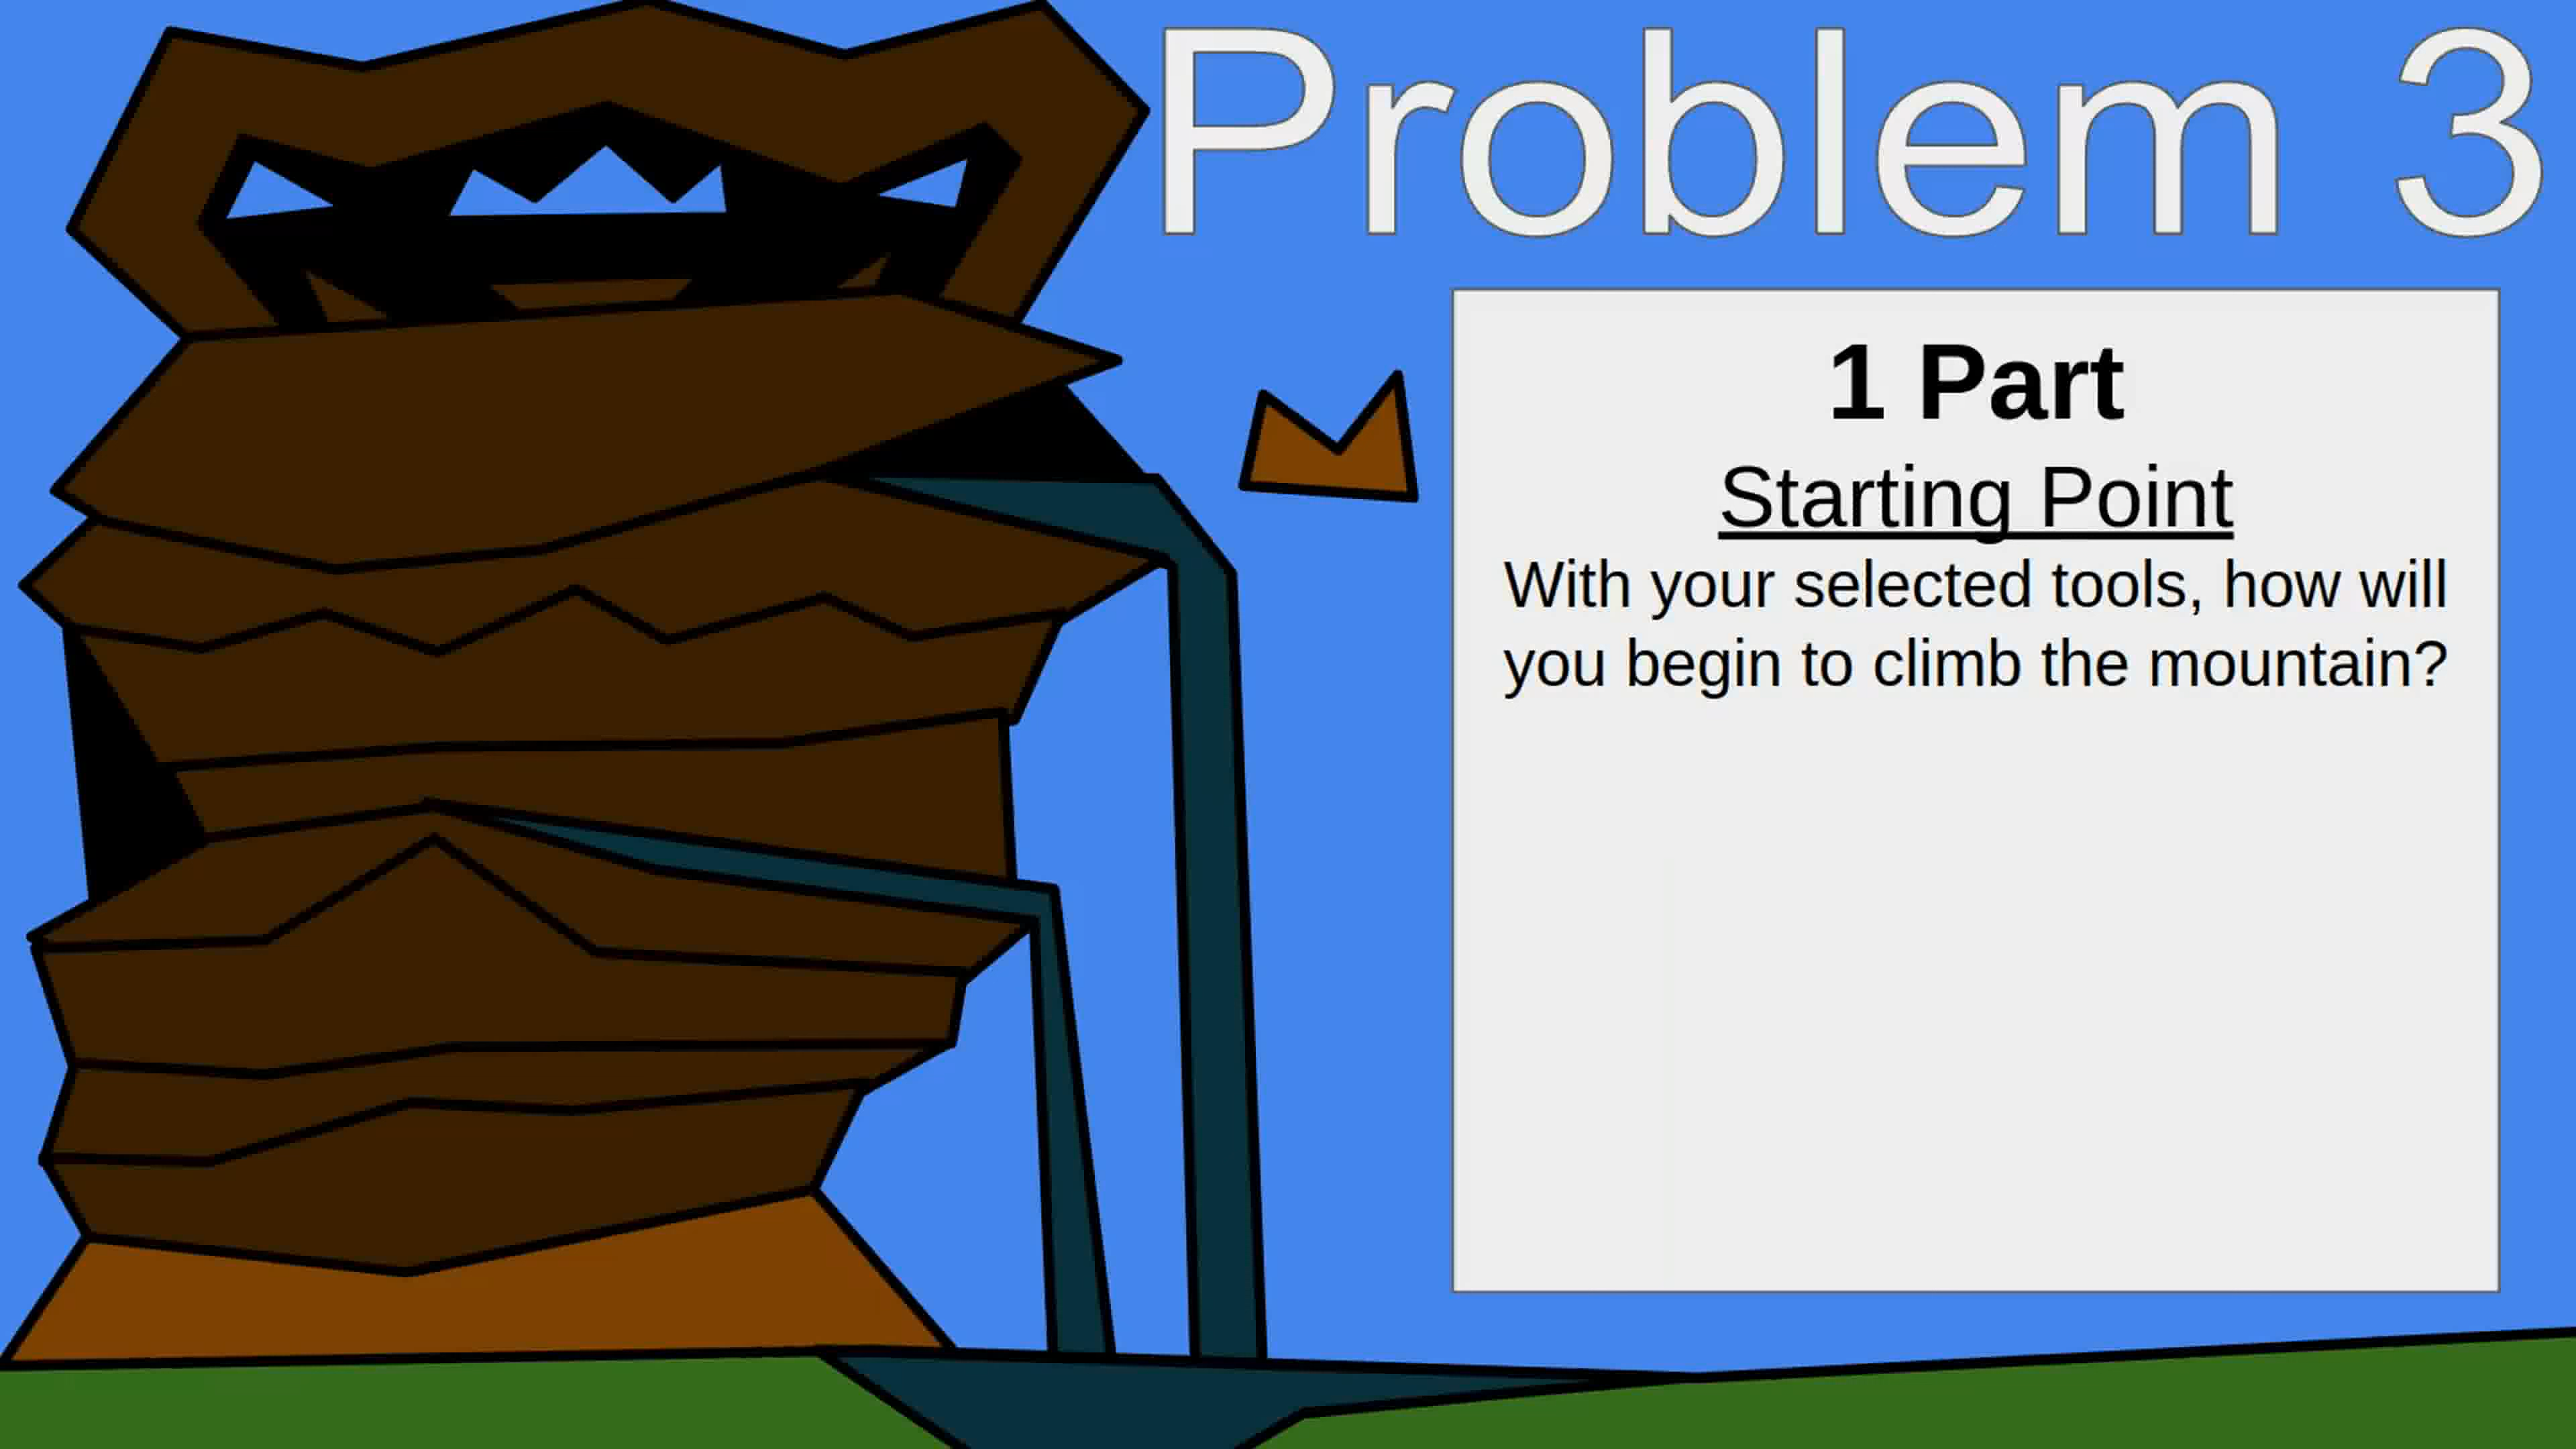 Problem 3
1 Part
Starting Point
With your selected tools, how will
you begin to climb the mountain?